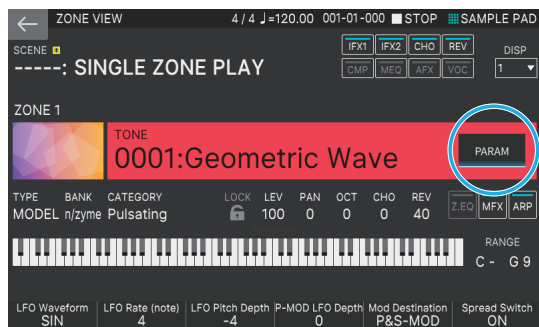 ZONE VIEW 4 / 4 ♩=120.00 001-01-000 STOP SAMPLE PAD
SCENE IFX1 IFX2 CHO REV DISP
-----: SINGLE ZONE PLAY CMP MEQ AFX VOC 1
ZONE 1
TONE
0001:Geometric Wave PARAM
TYPE BANK CATEGORY LOCK LEV PAN OCT CHO REV
MODEL n/zyme Pulsating 100 0 0 0 40 Z.EQ MFX ARP
RANGE
C - G 9
LFO Waveform LFO Rate (note) LFO Pitch Depth P-MOD LFO Depth Mod Destination Spread Switch
SIN 4 -4 0 P&S-MOD ON